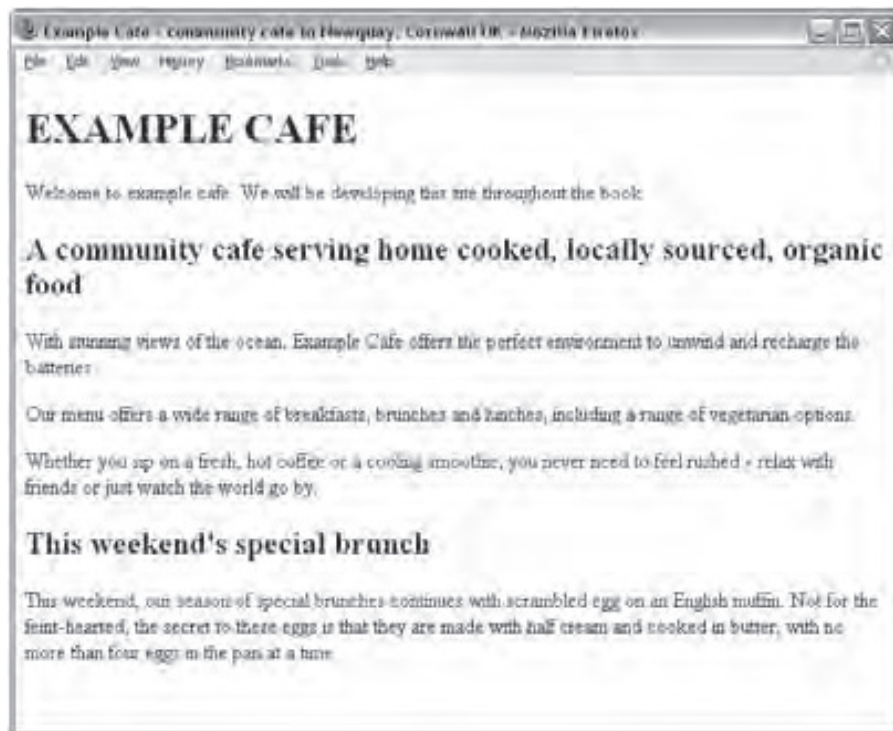 Example Cafe - community cafe in Newquay, Cornwall UK - Mozilla Firefox
File Edit View History Bookmarks Tools Help
EXAMPLE CAFE
Welcome to example cafe. We will be developing this site throughout the book.
A community cafe serving home cooked, locally sourced, organic
food
With stunning views of the ocean, Example Cafe offers the perfect environment to unwind and recharge the
batteries.
Our menu offers a wide range of breakfasts, brunches and lunches, including a range of vegetarian options.
Whether you sip on a fresh, hot coffee or a cooling smoothie, you never need to feel rushed - relax with
friends or just watch the world go by.
This weekend's special brunch
This weekend, our season of special brunches continues with scrambled egg on an English muffin. Not for the
feint-hearted, the secret to these eggs is that they are made with half cream and cooked in butter, with no
more than four eggs in the pan at a time.